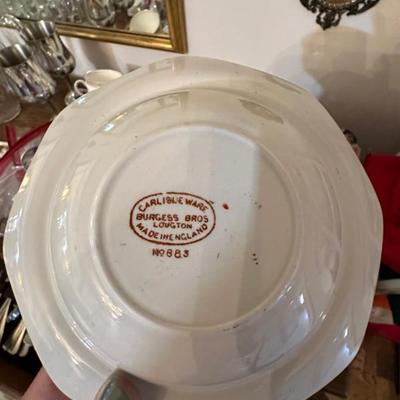 CARLISLE WARE
BURGESS BROS
LONGTON
MADE IN ENGLAND
No 883